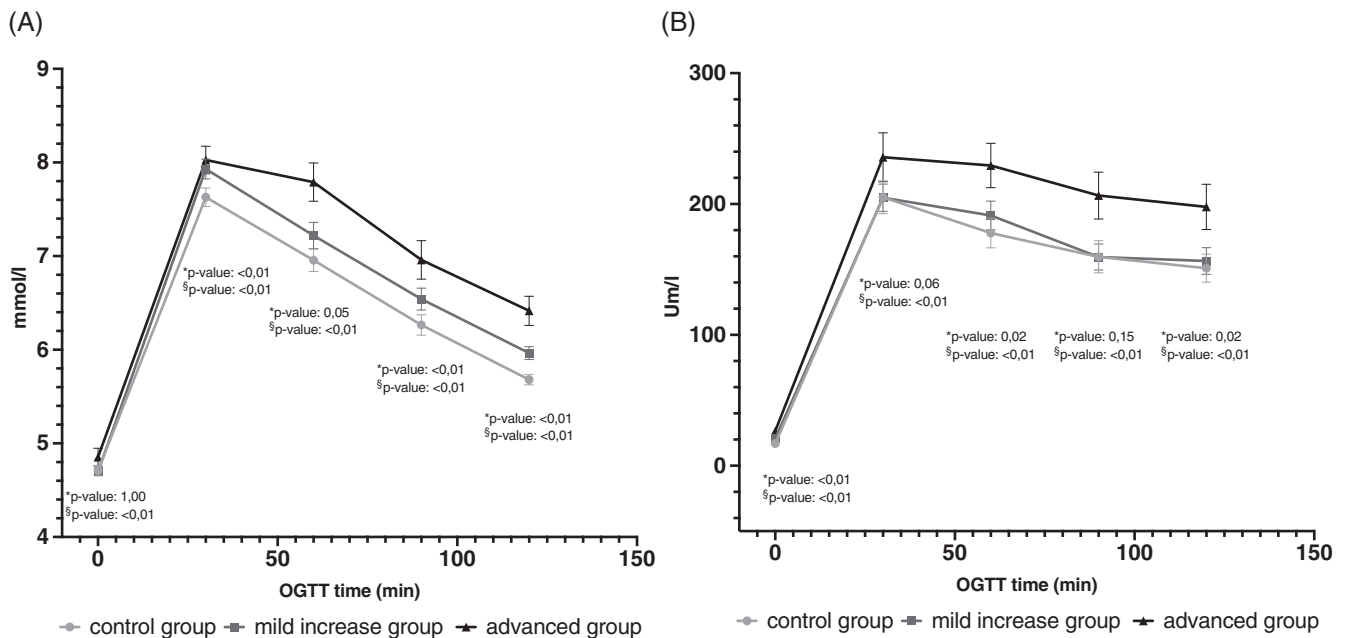 (A)
9
8
7
6
5
4
mmol/l
*p-value: <0,01
§p-value: <0,01
*p-value: 0,05
§p-value: <0,01
*p-value: <0,01
§p-value: <0,01
*p-value: <0,01
§p-value: <0,01
*p-value: 1,00
§p-value: <0,01
0 50 100 150
OGTT time (min)
control group mild increase group advanced group
(B)
300
200
100
0
Um/l
*p-value: 0,06
§p-value: <0,01
*p-value: 0,02
§p-value: <0,01
*p-value: 0,15
§p-value: <0,01
*p-value: 0,02
§p-value: <0,01
*p-value: <0,01
§p-value: <0,01
0 50 100 150
OGTT time (min)
control group mild increase group advanced group